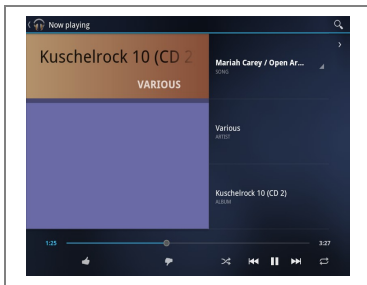 Now playing
Kuschelrock 10 (CD 2
VARIOUS
Mariah Carey / Open Ar...
SONG
Various
ARTIST
Kuschelrock 10 (CD 2)
ALBUM
1:25
3:27